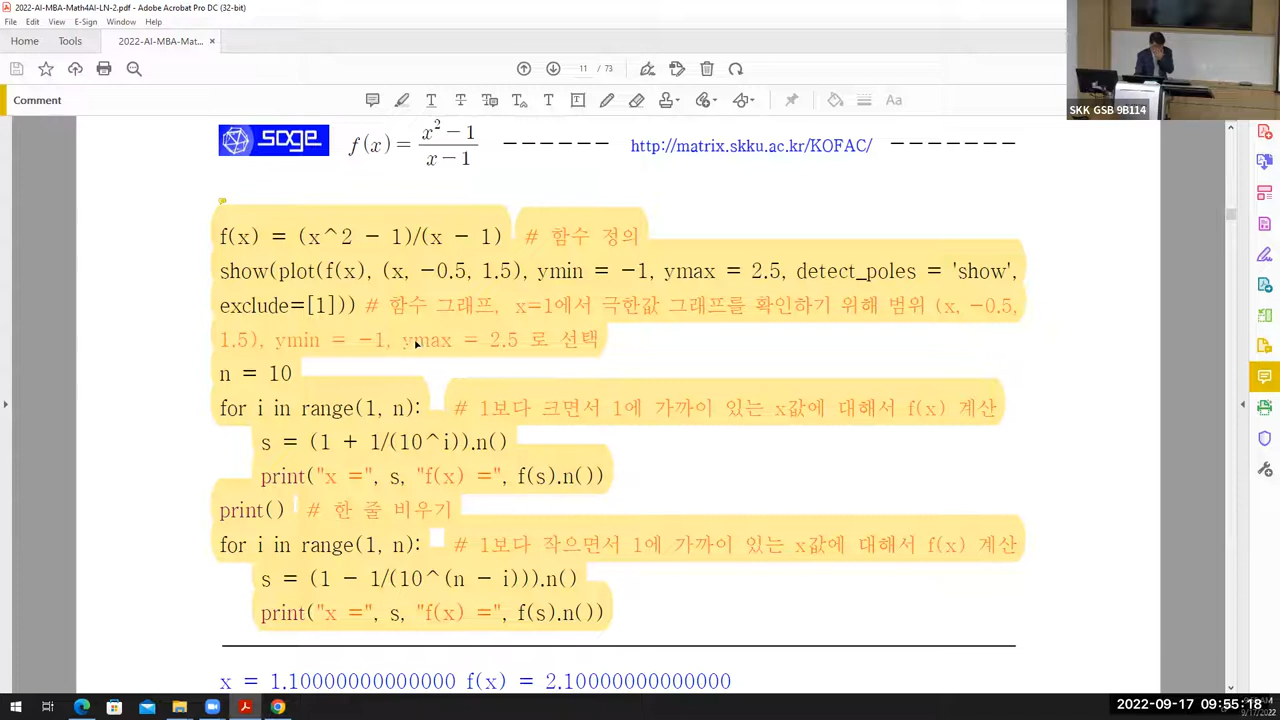 2022-AI-MBA-Math4AI-LN-2.pdf - Adobe Acrobat Pro DC (32-bit)
File Edit View E-Sign Window Help
Home Tools 2022-AI-MBA-Mat... ×
11 / 73
Comment
SKK GSB 9B114
sage f(x) = x²−1 / x−1 ------ http://matrix.skku.ac.kr/KOFAC/ -------
f(x) = (x^2 - 1)/(x - 1) # 함수 정의
show(plot(f(x), (x, -0.5, 1.5), ymin = -1, ymax = 2.5, detect_poles = 'show',
exclude=[1])) # 함수 그래프, x=1에서 극한값 그래프를 확인하기 위해 범위 (x, -0.5,
1.5), ymin = -1, ymax = 2.5 로 선택
n = 10
for i in range(1, n): # 1보다 크면서 1에 가까이 있는 x값에 대해서 f(x) 계산
s = (1 + 1/(10^i)).n()
print("x =", s, "f(x) =", f(s).n())
print() # 한 줄 비우기
for i in range(1, n): # 1보다 작으면서 1에 가까이 있는 x값에 대해서 f(x) 계산
s = (1 - 1/(10^(n - i))).n()
print("x =", s, "f(x) =", f(s).n())
x = 1.10000000000000 f(x) = 2.10000000000000
2022-09-17 09:55:18